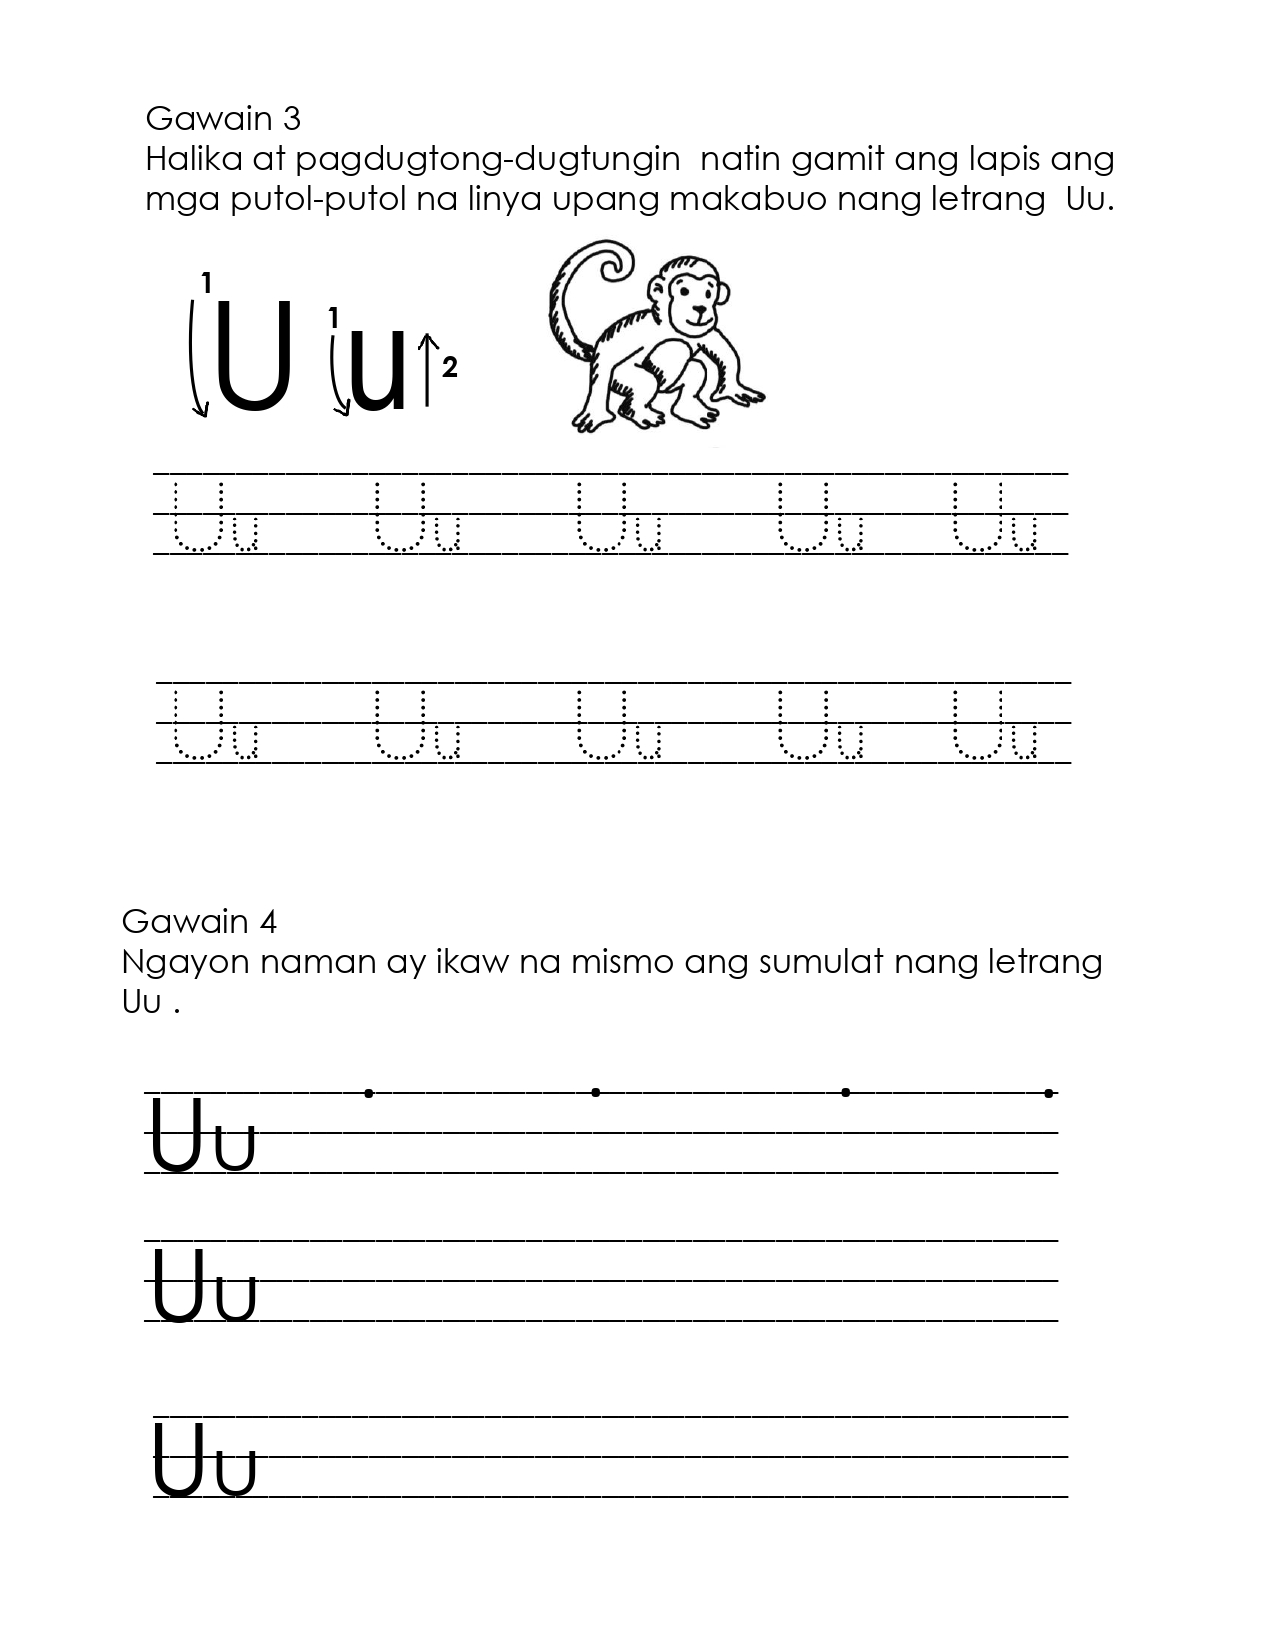 Gawain 3
Halika at pagdugtong-dugtungin natin gamit ang lapis ang
mga putol-putol na linya upang makabuo nang letrang Uu.
1 U 1 u 2
Uu Uu Uu Uu Uu
Uu Uu Uu Uu Uu
Gawain 4
Ngayon naman ay ikaw na mismo ang sumulat nang letrang
Uu .
Uu
Uu
Uu